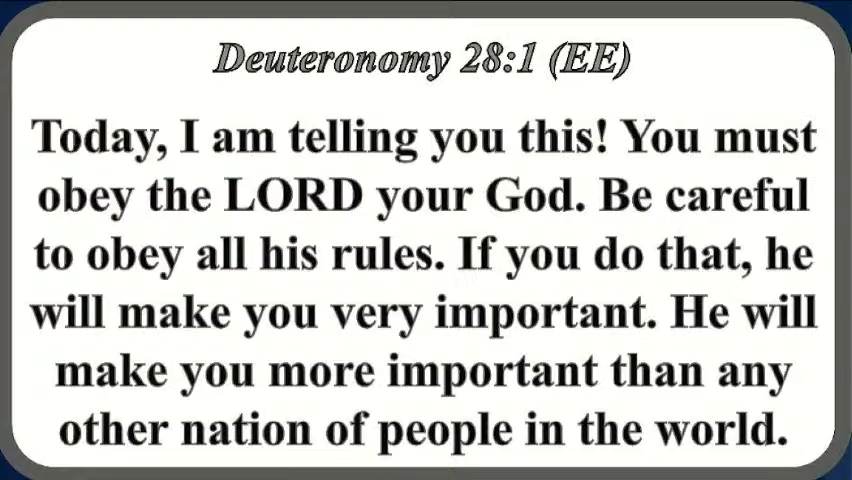 Deuteronomy 28:1 (EE)
Today, I am telling you this! You must
obey the LORD your God. Be careful
to obey all his rules. If you do that, he
will make you very important. He will
make you more important than any
other nation of people in the world.